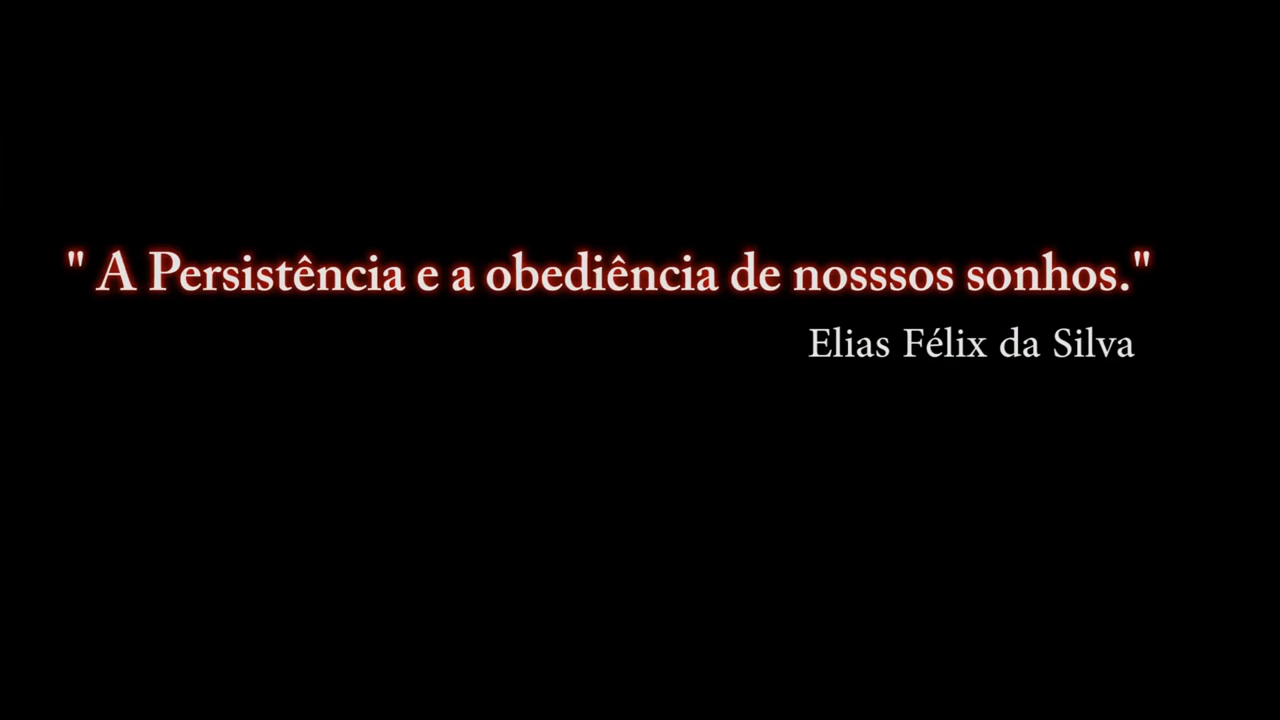 " A Persistência e a obediência de nosssos sonhos."
Elias Félix da Silva